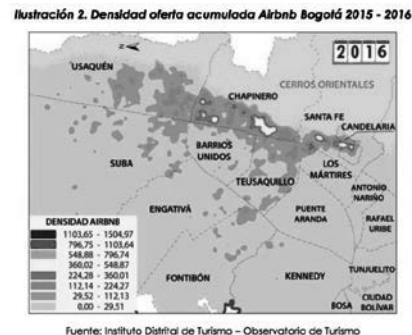 Ilustración 2. Densidad oferta acumulada Airbnb Bogotá 2015 - 2016
2016
USAQUÉN
CERROS ORIENTALES
CHAPINERO
SANTA FE
CANDELARIA
BARRIOS
UNIDOS
SUBA
LOS
MÁRTIRES
TEUSAQUILLO
ANTONIO
NARIÑO
ENGATIVÁ
PUENTE
ARANDA
RAFAEL
URIBE
DENSIDAD AIRBNB
1103,65 - 1504,97
796,75 - 1103,64
548,88 - 796,74
360,02 - 548,87
224,28 - 360,01
112,14 - 224,27
29,52 - 112,13
0,00 - 29,51
FONTIBÓN
KENNEDY
TUNJUELITO
BOSA
CIUDAD
BOLÍVAR
Fuente: Instituto Distrital de Turismo – Observatorio de Turismo